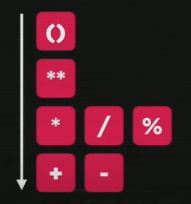 ()
**
* / %
+ -